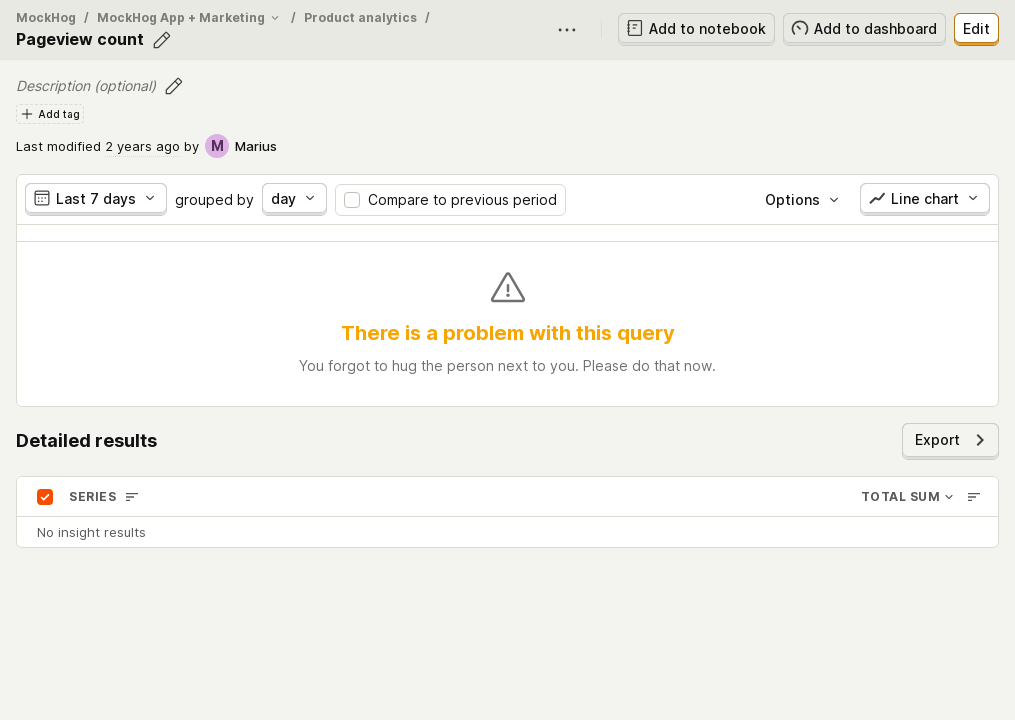 MockHog / MockHog App + Marketing / Product analytics /
Pageview count
Add to notebook
Add to dashboard
Edit
Description (optional)
Add tag
Last modified 2 years ago by M Marius
Last 7 days grouped by day Compare to previous period Options Line chart
There is a problem with this query
You forgot to hug the person next to you. Please do that now.
Detailed results
Export
SERIES TOTAL SUM
No insight results